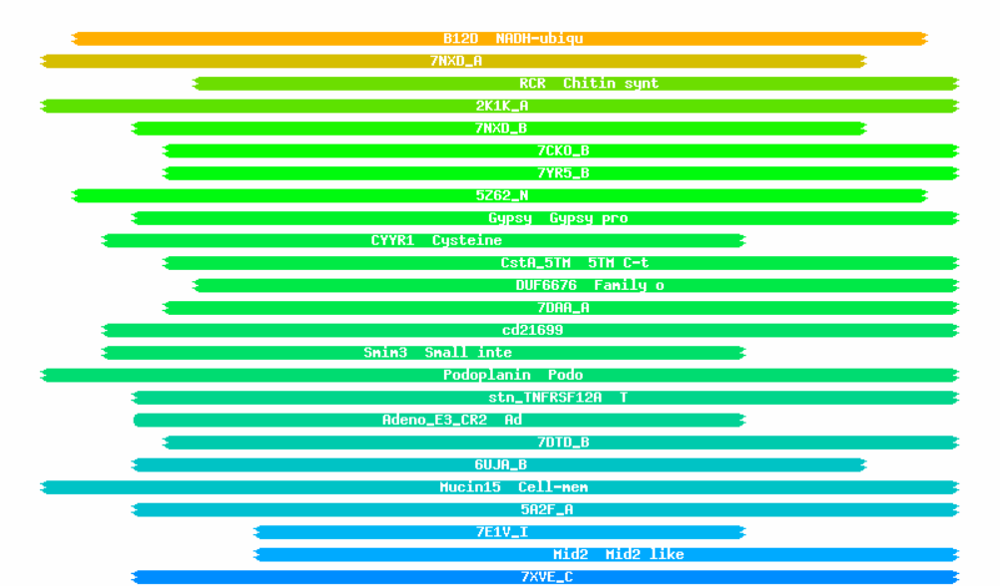 B12D NADH-ubiqu
7NXD_A
RCR Chitin synt
2K1K_A
7NXD_B
7CKO_B
7YR5_B
5Z62_N
Gypsy Gypsy pro
CYYR1 Cysteine
CstA_5TM 5TM C-t
DUF6676 Family o
7DAA_A
cd21699
Smim3 Small inte
Podoplanin Podo
stn_TNFRSF12A T
Adeno_E3_CR2 Ad
7DTD_B
6UJA_B
Mucin15 Cell-mem
5A2F_A
7E1V_I
Mid2 Mid2 like
7XVE_C